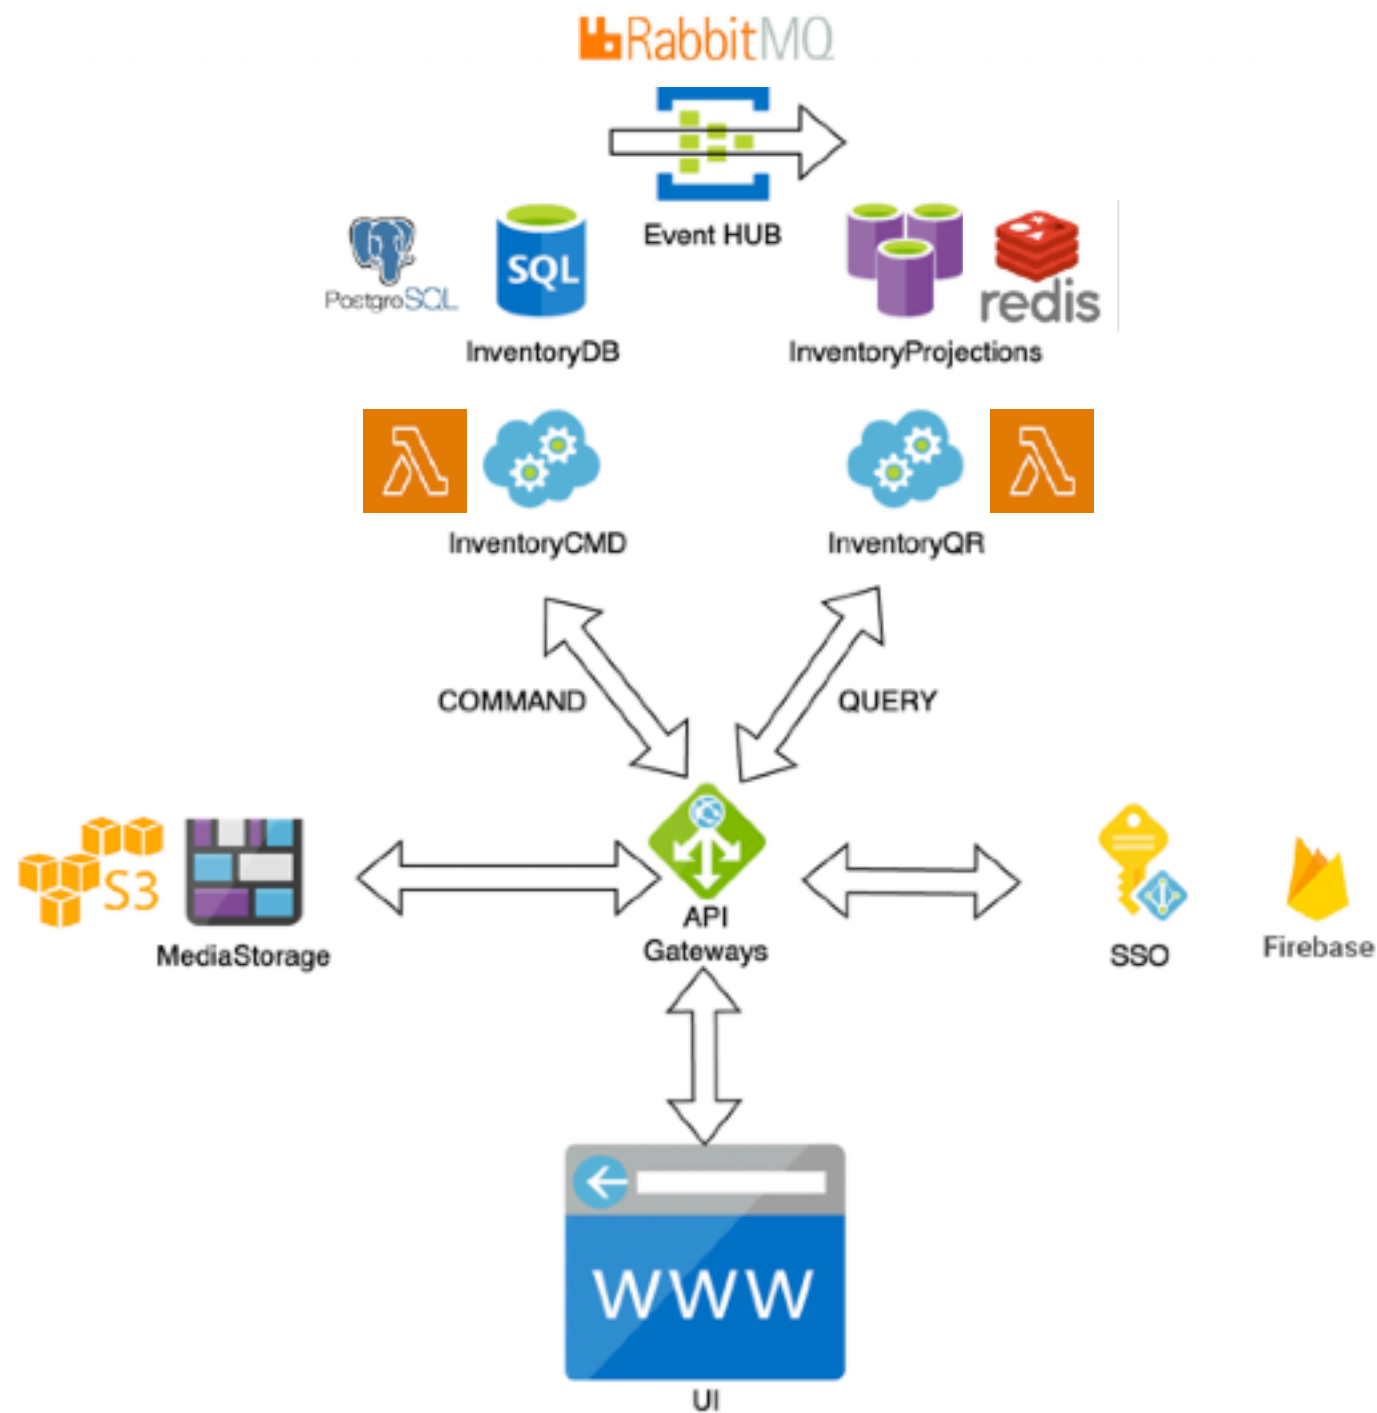 RabbitMQ
Event HUB
PostgreSQL
SQL
redis
InventoryDB
InventoryProjections
InventoryCMD
InventoryQR
COMMAND
QUERY
S3
API
Gateways
MediaStorage
SSO
Firebase
WWW
UI